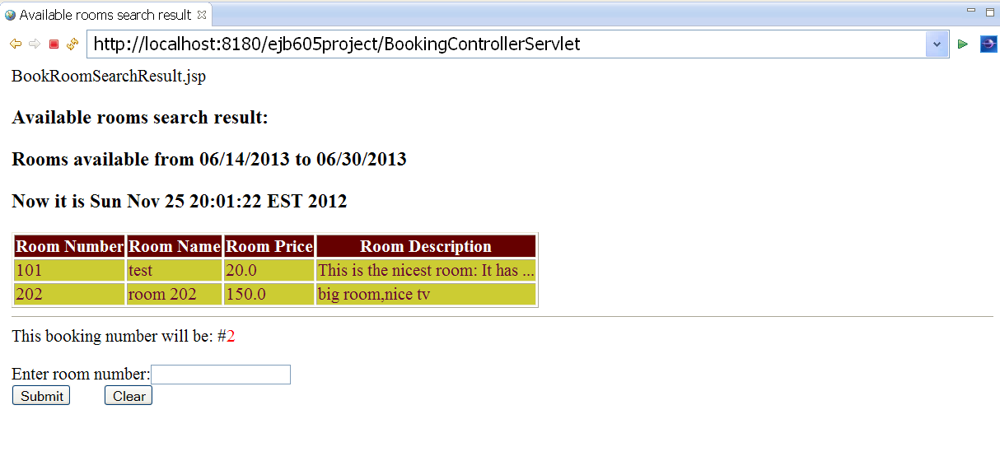 Available rooms search result
http://localhost:8180/ejb605project/BookingControllerServlet
BookRoomSearchResult.jsp
Available rooms search result:
Rooms available from 06/14/2013 to 06/30/2013
Now it is Sun Nov 25 20:01:22 EST 2012
Room Number Room Name Room Price Room Description
101 test 20.0 This is the nicest room: It has ...
202 room 202 150.0 big room,nice tv
This booking number will be: #2
Enter room number:
Submit Clear